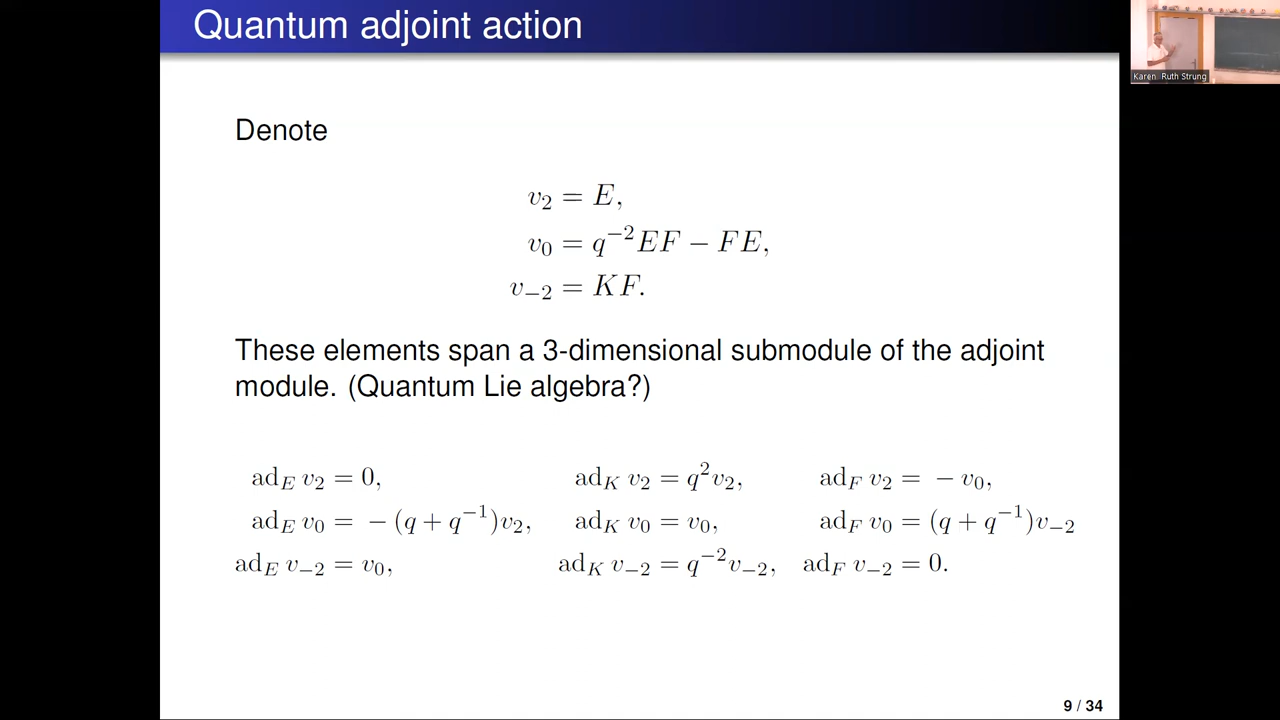 Quantum adjoint action
Karen Ruth Strung
Denote
v₂ = E,
v₀ = q⁻²EF − FE,
v₋₂ = KF.
These elements span a 3-dimensional submodule of the adjoint
module. (Quantum Lie algebra?)
ad_E v₂ = 0, ad_K v₂ = q²v₂, ad_F v₂ = − v₀,
ad_E v₀ = − (q + q⁻¹)v₂, ad_K v₀ = v₀, ad_F v₀ = (q + q⁻¹)v₋₂
ad_E v₋₂ = v₀, ad_K v₋₂ = q⁻²v₋₂, ad_F v₋₂ = 0.
9 / 34